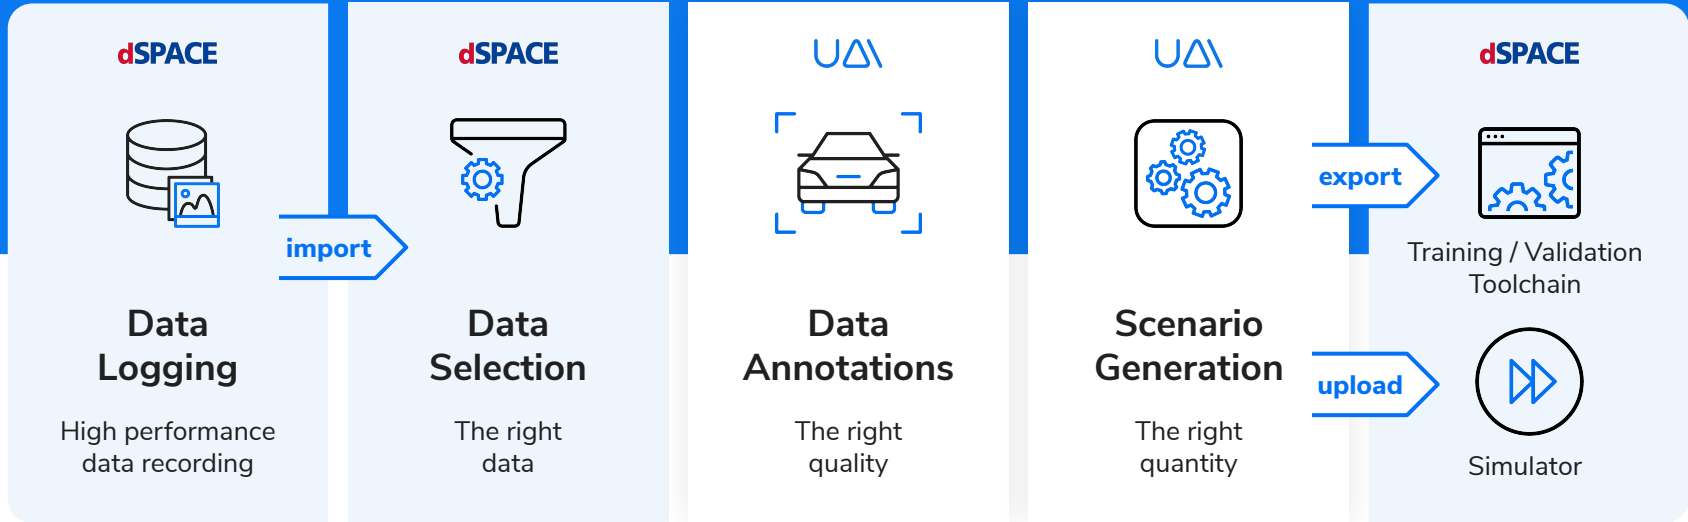 dSPACE
import
Data
Logging
High performance
data recording
dSPACE
Data
Selection
The right
data
UAI
Data
Annotations
The right
quality
UAI
Scenario
Generation
The right
quantity
export
upload
dSPACE
Training / Validation
Toolchain
Simulator